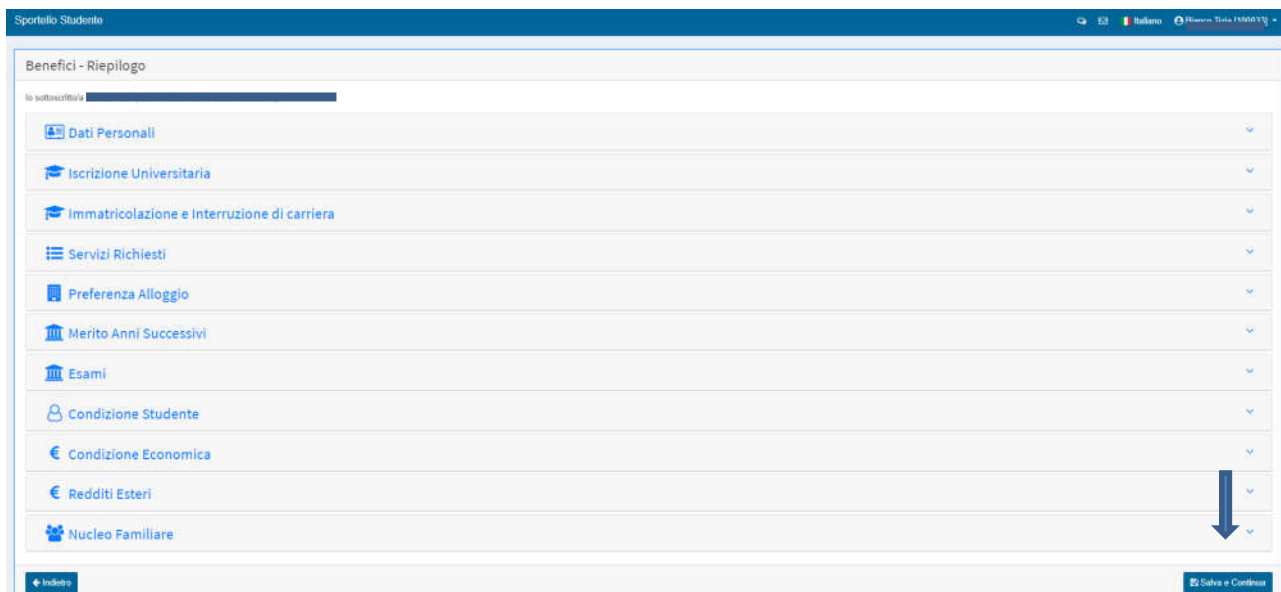 Sportello Studente
Italiano
Benefici - Riepilogo
Io sottoscritto/a
Dati Personali
Iscrizione Universitaria
Immatricolazione e Interruzione di carriera
Servizi Richiesti
Preferenza Alloggio
Merito Anni Successivi
Esami
Condizione Studente
€ Condizione Economica
€ Redditi Esteri
Nucleo Familiare
Indietro
Salva e Continua